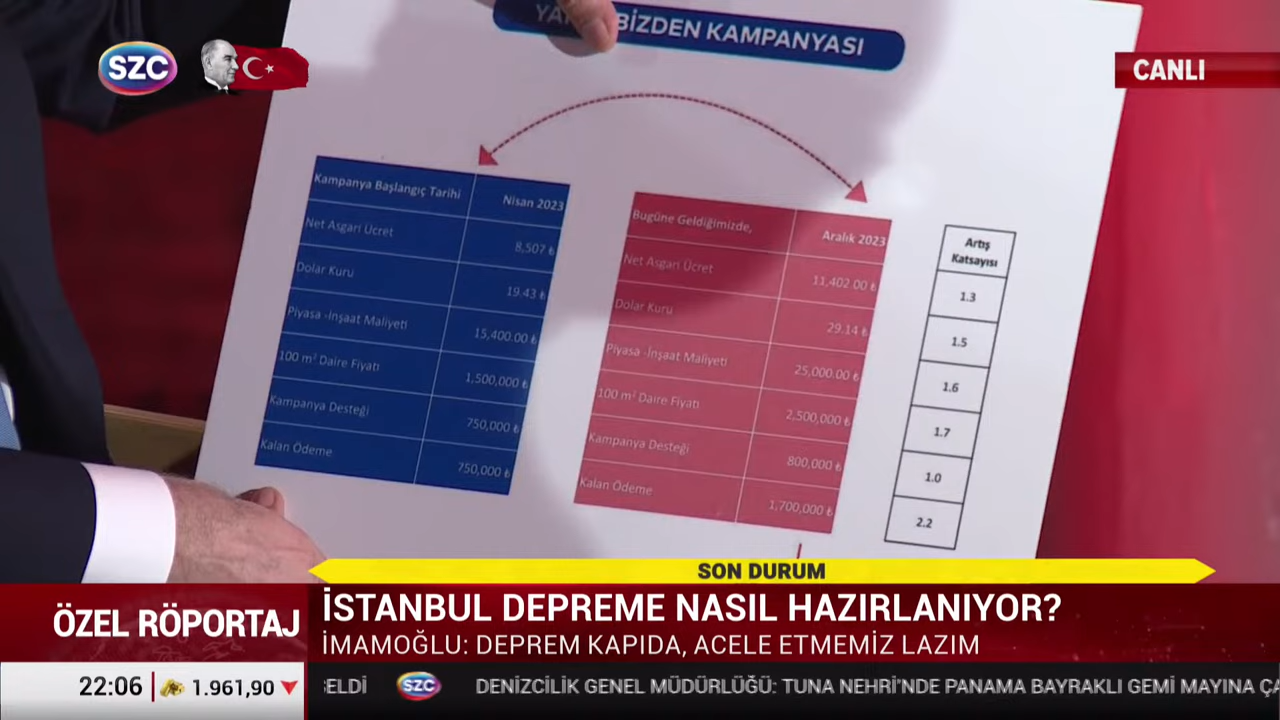 YA BİZDEN KAMPANYASI
SZC
CANLI
Kampanya Başlangıç Tarihi Nisan 2023
Net Asgari Ücret 8,507 ₺
Dolar Kuru 19.43 ₺
Piyasa -İnşaat Maliyeti 15,400.00 ₺
100 m² Daire Fiyatı 1,500,000 ₺
Kampanya Desteği 750,000 ₺
Kalan Ödeme 750,000 ₺
Bugüne Geldiğimizde, Aralık 2023
Net Asgari Ücret 11,402.00 ₺
Dolar Kuru 29.14 ₺
Piyasa -İnşaat Maliyeti 25,000.00 ₺
100 m² Daire Fiyatı 2,500,000 ₺
Kampanya Desteği 800,000 ₺
Kalan Ödeme 1,700,000 ₺
Artış
Katsayısı
1.3
1.5
1.6
1.7
1.0
2.2
SON DURUM
ÖZEL RÖPORTAJ
İSTANBUL DEPREME NASIL HAZIRLANIYOR?
İMAMOĞLU: DEPREM KAPIDA, ACELE ETMEMİZ LAZIM
22:06 1.961,90
ELDİ SZC DENİZCİLİK GENEL MÜDÜRLÜĞÜ: TUNA NEHRİ'NDE PANAMA BAYRAKLI GEMİ MAYINA ÇA